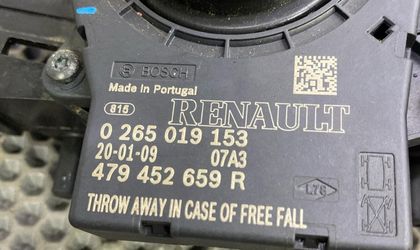 BOSCH
Made in Portugal
815 RENAULT
0 265 019 153
20-01-09 07A3
479 452 659 R
THROW AWAY IN CASE OF FREE FALL